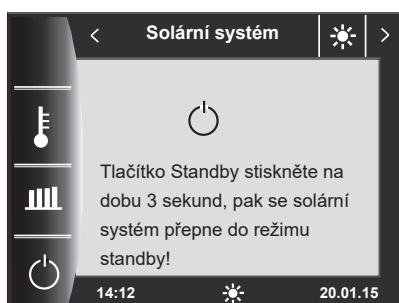 Solární systém
Tlačítko Standby stiskněte na
dobu 3 sekund, pak se solární
systém přepne do režimu
standby!
14:12 20.01.15